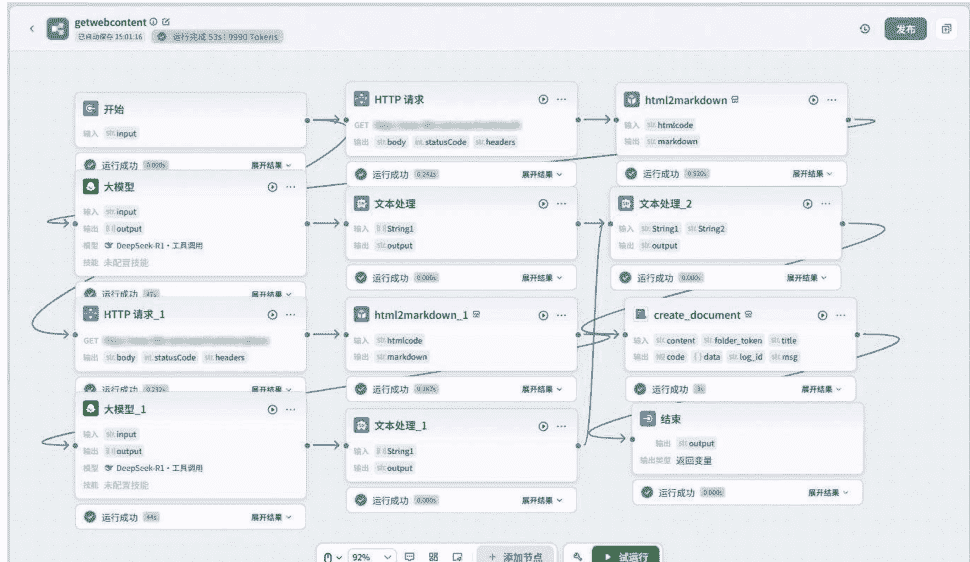 getwebcontent
已自动保存 15:01:16 运行完成 53s | 9990 Tokens
发布
开始
输入 str.input
运行成功 0.000s 展开结果
HTTP 请求
GET
输出 str.body int.statusCode str.headers
运行成功 0.241s 展开结果
html2markdown
输入 str.htmlcode
输出 str.markdown
运行成功 0.520s 展开结果
大模型
输入 str.input
输出 [ ] output
模型 DeepSeek-R1·工具调用
技能 未配置技能
运行成功 展开结果
文本处理
输入 [ ] String1
输出 str.output
运行成功 0.000s 展开结果
文本处理_2
输入 str.String1 str.String2
输出 str.output
运行成功 0.000s 展开结果
HTTP 请求_1
GET
输出 str.body int.statusCode str.headers
运行成功 0.232s 展开结果
html2markdown_1
输入 str.htmlcode
输出 str.markdown
运行成功 展开结果
create_document
输入 str.content str.folder_token str.title
输出 code { } data str.log_id str.msg
运行成功 3s 展开结果
大模型_1
输入 str.input
输出 [ ] output
模型 DeepSeek-R1·工具调用
技能 未配置技能
运行成功 44s 展开结果
文本处理_1
输入 [ ] String1
输出 str.output
运行成功 0.000s 展开结果
结束
输出 str.output
输出类型 返回变量
运行成功 0.000s 展开结果
92% + 添加节点 试运行